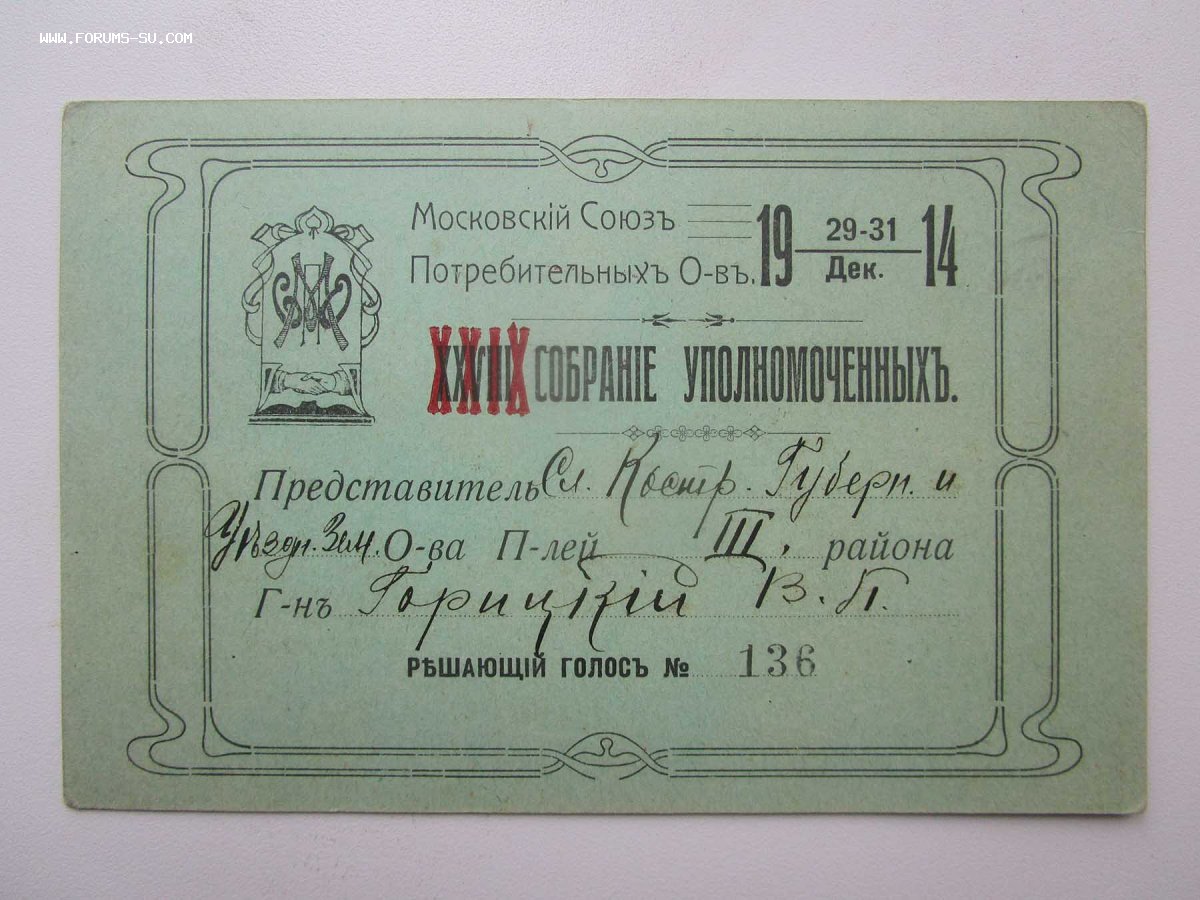 WWW.FORUMS-SU.COM
Московскій Союзъ
Потребительныхъ О-въ.
19 29-31 Дек. 14
XXIX СОБРАНІЕ УПОЛНОМОЧЕННЫХЪ.
Представитель Сл. Костр. Губерн. и
Уѣздн. Зем. О-ва П-лей III. района
Г-нъ Горицкій В. П.
РѢШАЮЩІЙ ГОЛОСЪ № 136